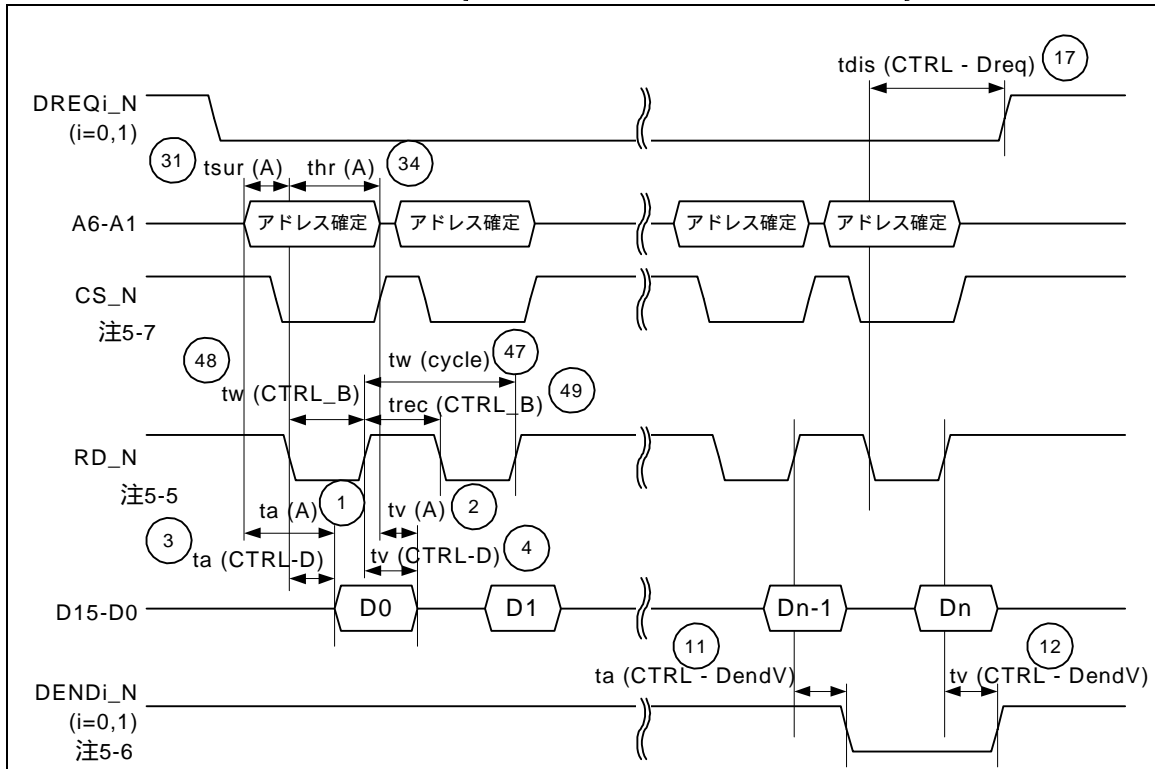 tdis (CTRL - Dreq) 17
DREQi_N
(i=0,1)
31 tsur (A) thr (A) 34
A6-A1 アドレス確定 アドレス確定 アドレス確定 アドレス確定
CS_N
注5-7
48 tw (cycle) 47
tw (CTRL_B) trec (CTRL_B) 49
RD_N
注5-5
ta (A) 1 tv (A) 2
3 ta (CTRL-D) tv (CTRL-D) 4
D15-D0 D0 D1 Dn-1 Dn
11 12
ta (CTRL - DendV) tv (CTRL - DendV)
DENDi_N
(i=0,1)
注5-6